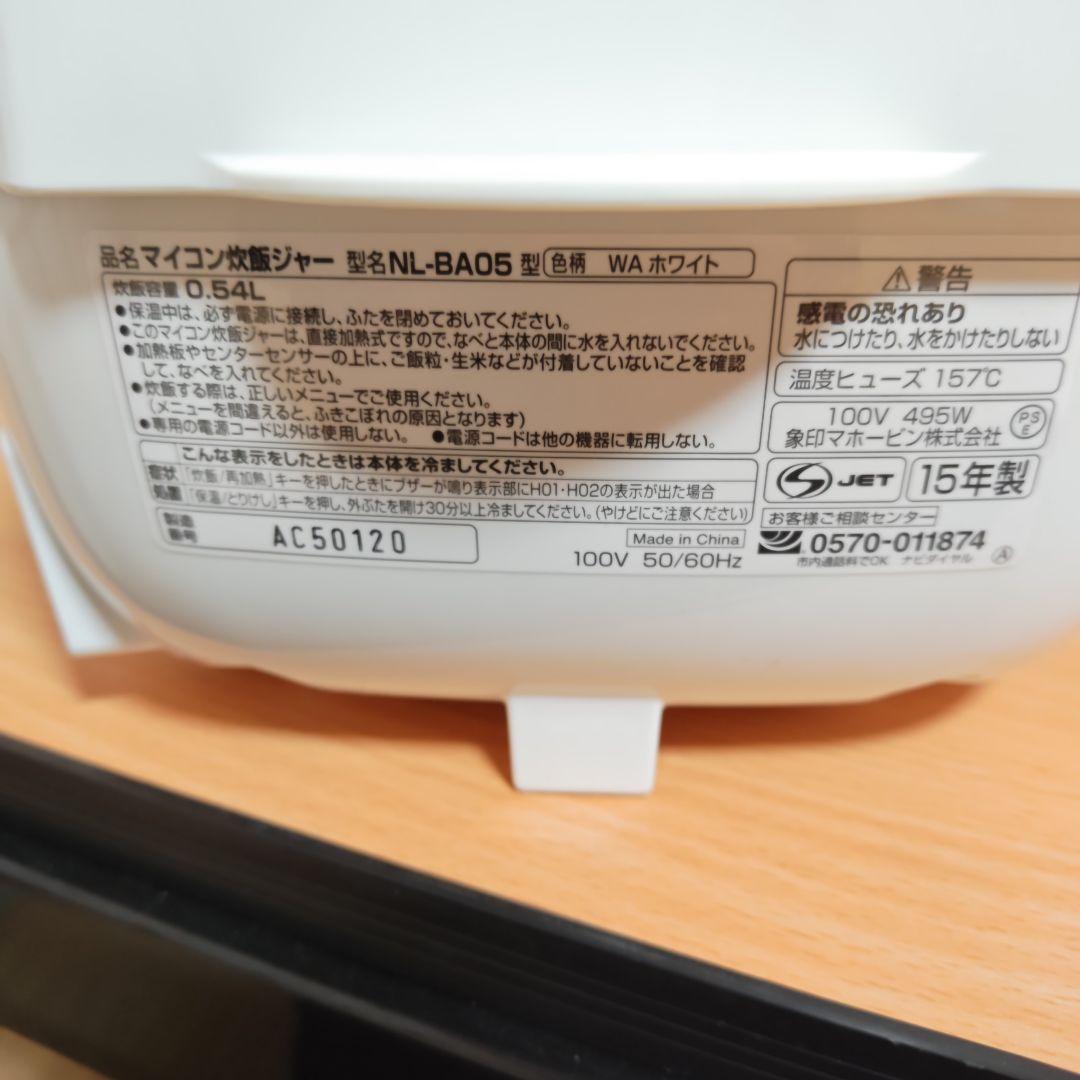 品名 マイコン炊飯ジャー 型名 NL-BA05 型 色柄 WA ホワイト
炊飯容量 0.54L
●保温中は、必ず電源に接続し、ふたを閉めておいてください。
●このマイコン炊飯ジャーは、直接加熱式ですので、なべと本体の間に水を入れないでください。
●加熱板やセンターセンサーの上に、ご飯粒・生米などが付着していないことを確認
して、なべを入れてください。
●炊飯する際は、正しいメニューでご使用ください。
(メニューを間違えると、ふきこぼれの原因となります)
●専用の電源コード以外は使用しない。 ●電源コードは他の機器に転用しない。
こんな表示をしたときは本体を冷ましてください。
症状 「炊飯/再加熱」キーを押したときにブザーが鳴り表示部にH01・H02の表示が出た場合
処置 「保温/とりけし」キーを押し、外ぶたを開け30分以上冷ましてください。(やけどにご注意ください)
製造
番号 AC50120
Made in China
100V 50/60Hz
⚠警告
感電の恐れあり
水につけたり、水をかけたりしない
温度ヒューズ 157℃
100V 495W
象印マホービン株式会社
PS
E
S JET 15年製
お客様ご相談センター
0570-011874
市内通話料でOK ナビダイヤル Ⓐ